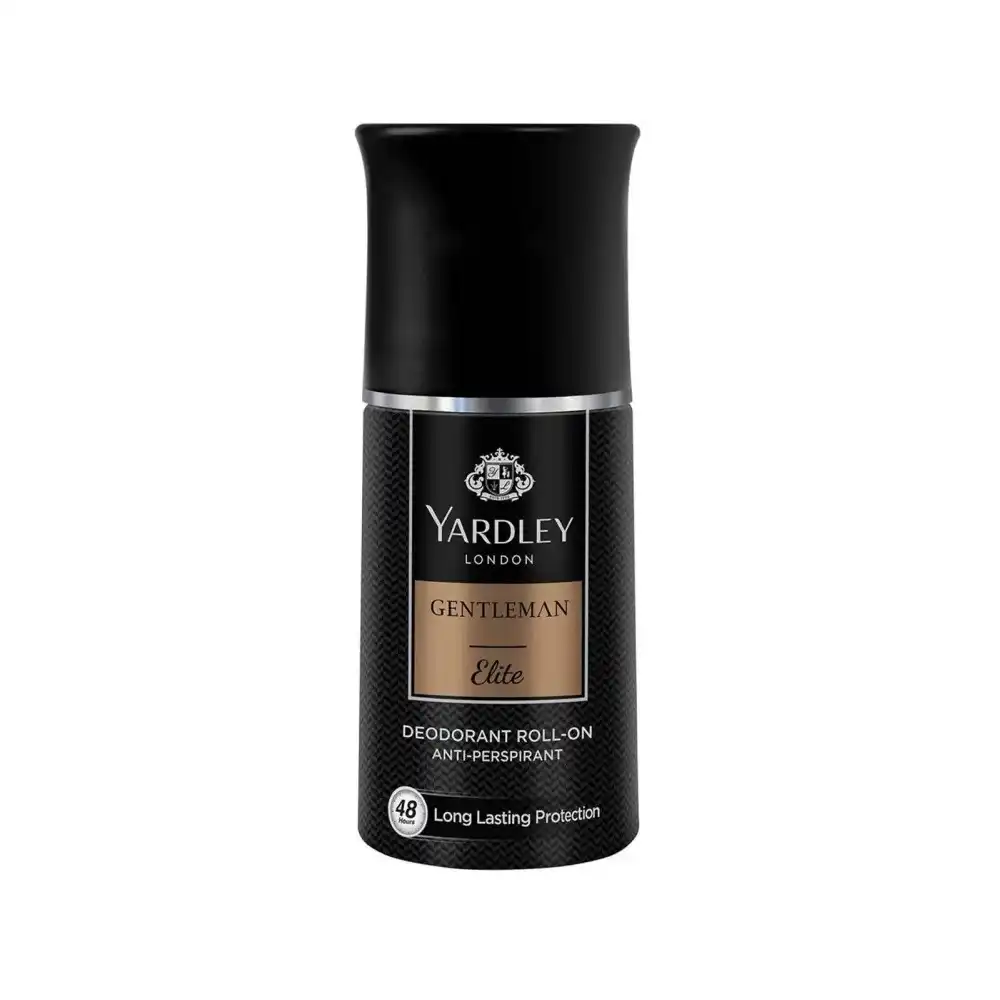 YARDLEY
LONDON
GENTLEMAN
Elite
DEODORANT ROLL-ON
ANTI-PERSPIRANT
48 Hours
Long Lasting Protection